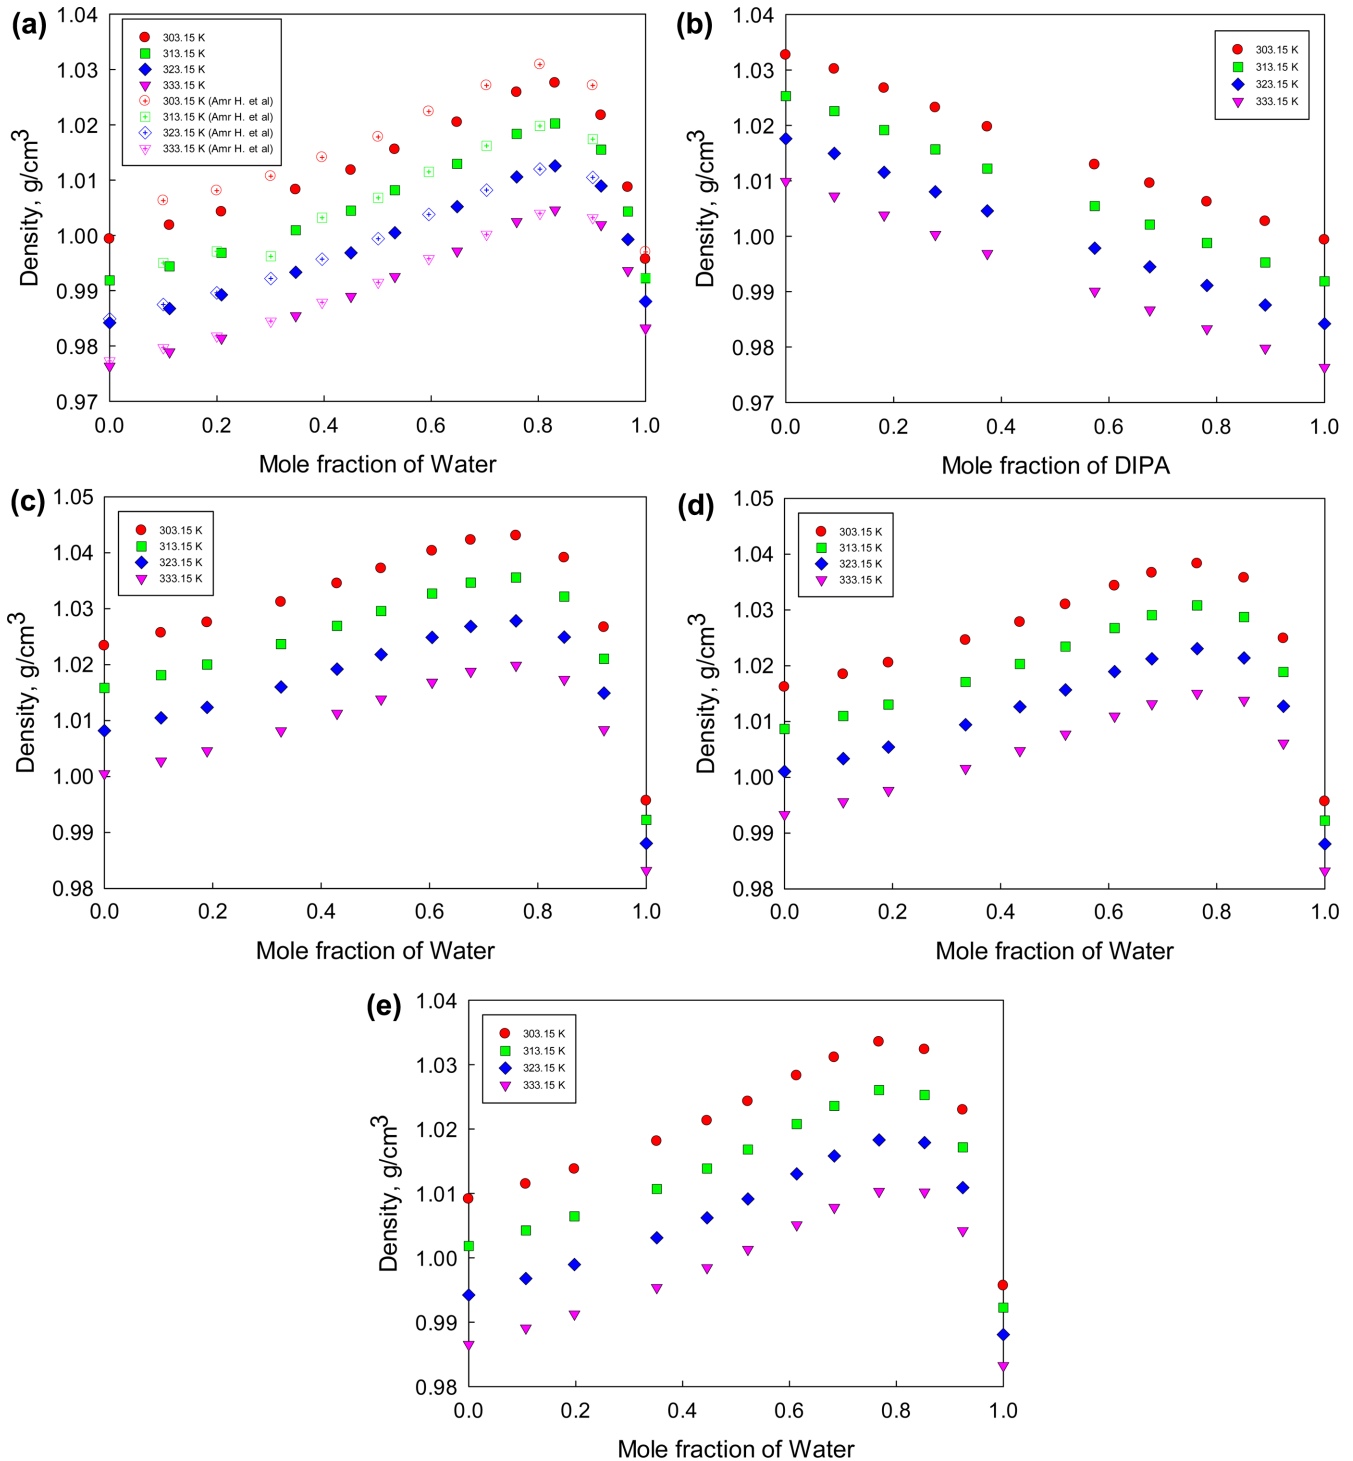 (a)
1.04
1.03
1.02
1.01
1.00
0.99
0.98
0.97
Density, g/cm3
303.15 K
313.15 K
323.15 K
333.15 K
303.15 K (Amr H. et al)
313.15 K (Amr H. et al)
323.15 K (Amr H. et al)
333.15 K (Amr H. et al)
0.0 0.2 0.4 0.6 0.8 1.0
Mole fraction of Water
(b)
1.04
1.03
1.02
1.01
1.00
0.99
0.98
0.97
Density, g/cm3
303.15 K
313.15 K
323.15 K
333.15 K
0.0 0.2 0.4 0.6 0.8 1.0
Mole fraction of DIPA
(c)
1.05
1.04
1.03
1.02
1.01
1.00
0.99
0.98
Density, g/cm3
303.15 K
313.15 K
323.15 K
333.15 K
0.0 0.2 0.4 0.6 0.8 1.0
Mole fraction of Water
(d)
1.05
1.04
1.03
1.02
1.01
1.00
0.99
0.98
Density, g/cm3
303.15 K
313.15 K
323.15 K
333.15 K
0.0 0.2 0.4 0.6 0.8 1.0
Mole fraction of Water
(e)
1.04
1.03
1.02
1.01
1.00
0.99
0.98
Density, g/cm3
303.15 K
313.15 K
323.15 K
333.15 K
0.0 0.2 0.4 0.6 0.8 1.0
Mole fraction of Water